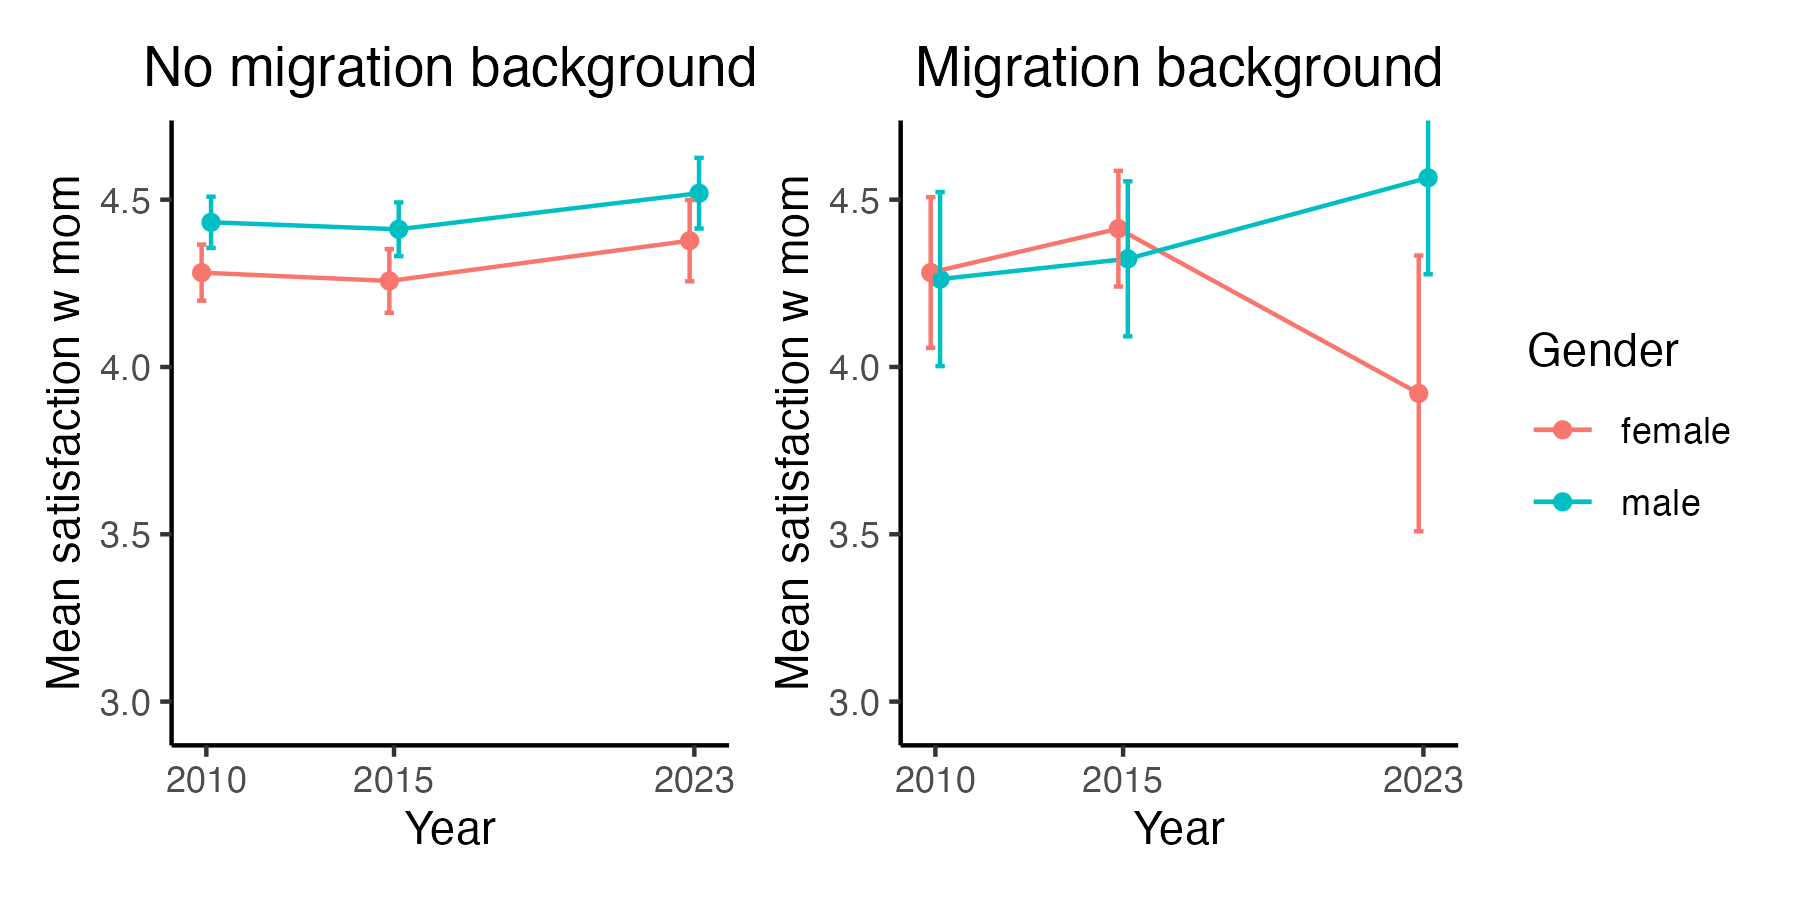 No migration background
Mean satisfaction w mom
4.5
4.0
3.5
3.0
2010 2015 2023
Year
Migration background
Mean satisfaction w mom
4.5
4.0
3.5
3.0
2010 2015 2023
Year
Gender
female
male